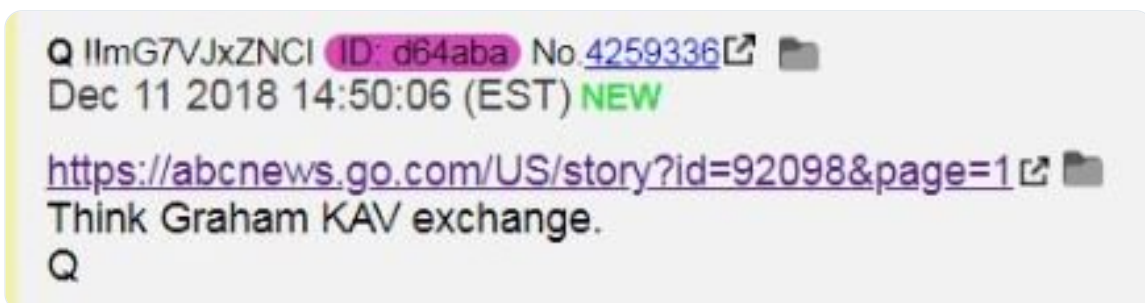 Q !!mG7VJxZNCI ID: d64aba No.4259336
Dec 11 2018 14:50:06 (EST) NEW
https://abcnews.go.com/US/story?id=92098&page=1
Think Graham KAV exchange.
Q